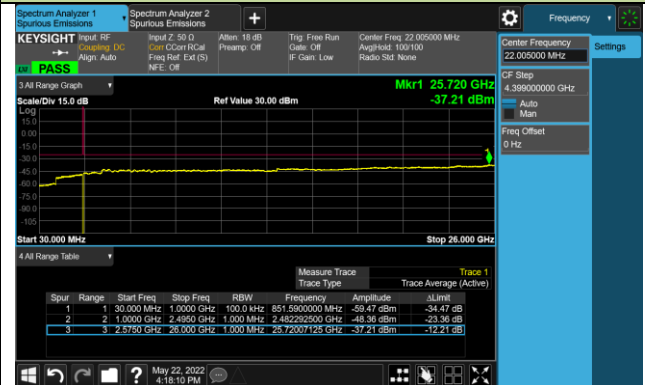 Spectrum Analyzer 1
Spurious Emissions
Spectrum Analyzer 2
Spurious Emissions
+
Frequency
KEYSIGHT
Input: RF
Coupling: DC
Align: Auto
Input Z: 50 Ω
Corr CCorr RCal
Freq Ref: Ext (S)
NFE: Off
Atten: 18 dB
Preamp: Off
Trig: Free Run
Gate: Off
IF Gain: Low
Center Freq: 22.005000 GHz
Avg|Hold: 100/100
Radio Std: None
PASS
Center Frequency
22.005000 GHz
Settings
CF Step
4.399000000 GHz
Auto
Man
Freq Offset
0 Hz
3 All Range Graph
Mkr1 25.720 GHz
Scale/Div 15.0 dB
Ref Value 30.00 dBm
-37.21 dBm
Log
15.0
0.00
-15.0
-30.0
-45.0
-60.0
-75.0
-90.0
-105
1
Start 30.000 MHz
Stop 26.000 GHz
4 All Range Table
Measure Trace Trace 1
Trace Type Trace Average (Active)
Spur Range Start Freq Stop Freq RBW Frequency Amplitude ΔLimit
1 1 30.000 MHz 1.0000 GHz 100.0 kHz 851.5900000 MHz -59.47 dBm -34.47 dB
2 2 1.0000 GHz 2.4950 GHz 1.000 MHz 2.482292500 GHz -48.36 dBm -23.36 dB
3 3 2.5750 GHz 26.000 GHz 1.000 MHz 25.72007125 GHz -37.21 dBm -12.21 dB
?
May 22, 2022
4:18:10 PM